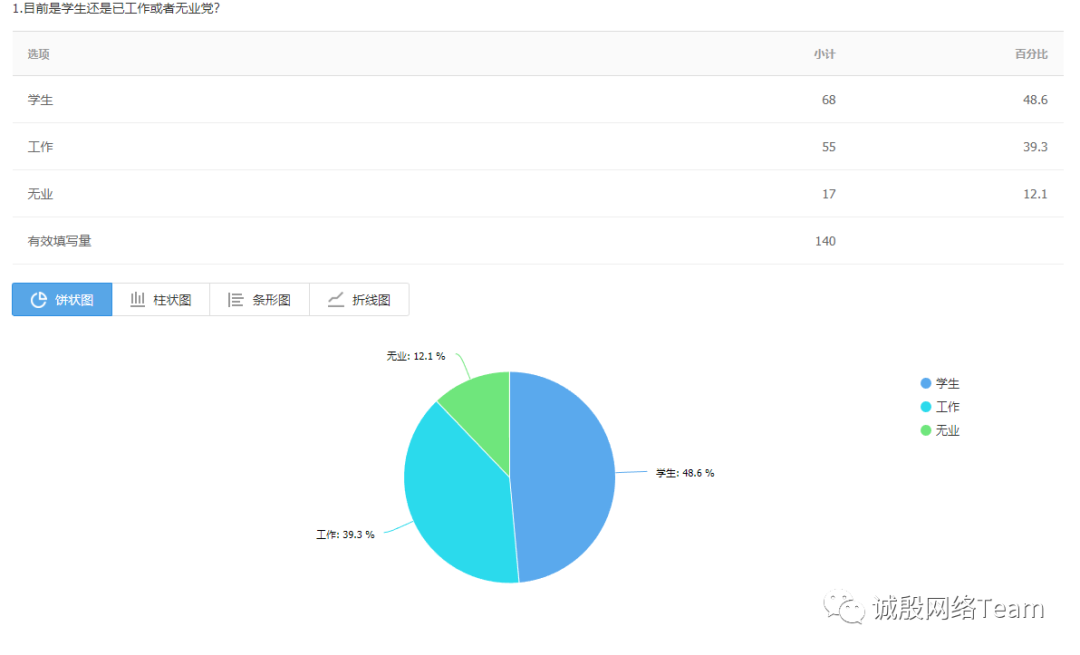 1.目前是学生还是已工作或者无业党?
选项 小计 百分比
学生 68 48.6
工作 55 39.3
无业 17 12.1
有效填写量 140
饼状图 柱状图 条形图 折线图
无业: 12.1 %
学生
工作
无业
学生: 48.6 %
工作: 39.3 %
诚殷网络Team